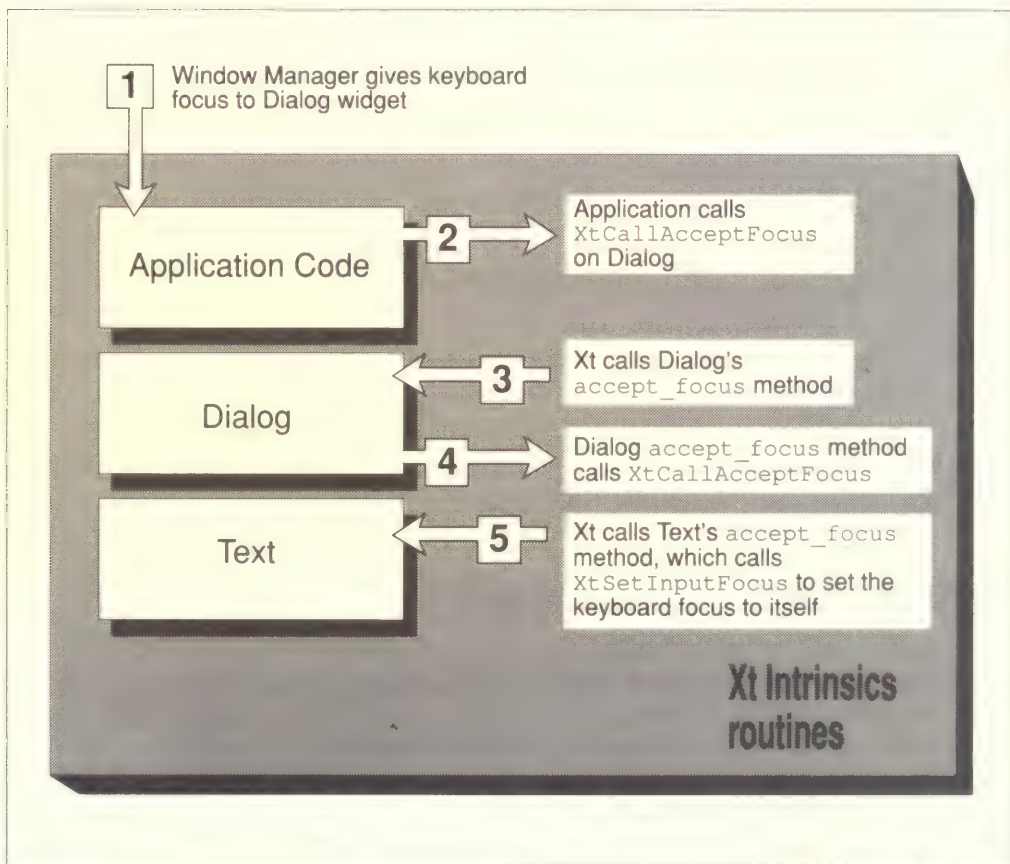 1
Window Manager gives keyboard
focus to Dialog widget
Application Code
2
Application calls
XtCallAcceptFocus
on Dialog
3
Xt calls Dialog's
accept_focus method
Dialog
4
Dialog accept_focus method
calls XtCallAcceptFocus
Text
5
Xt calls Text's accept_focus
method, which calls
XtSetInputFocus to set the
keyboard focus to itself
Xt Intrinsics
routines